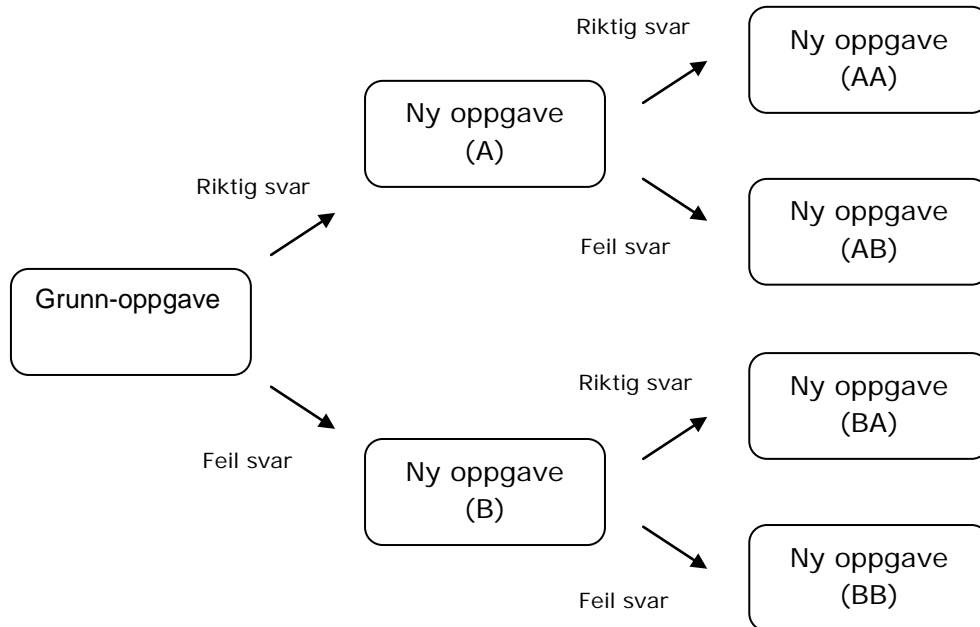 Riktig svar
Ny oppgave
(AA)
Ny oppgave
(A)
Riktig svar
Ny oppgave
(AB)
Feil svar
Grunn-oppgave
Riktig svar
Ny oppgave
(BA)
Feil svar
Ny oppgave
(B)
Ny oppgave
(BB)
Feil svar